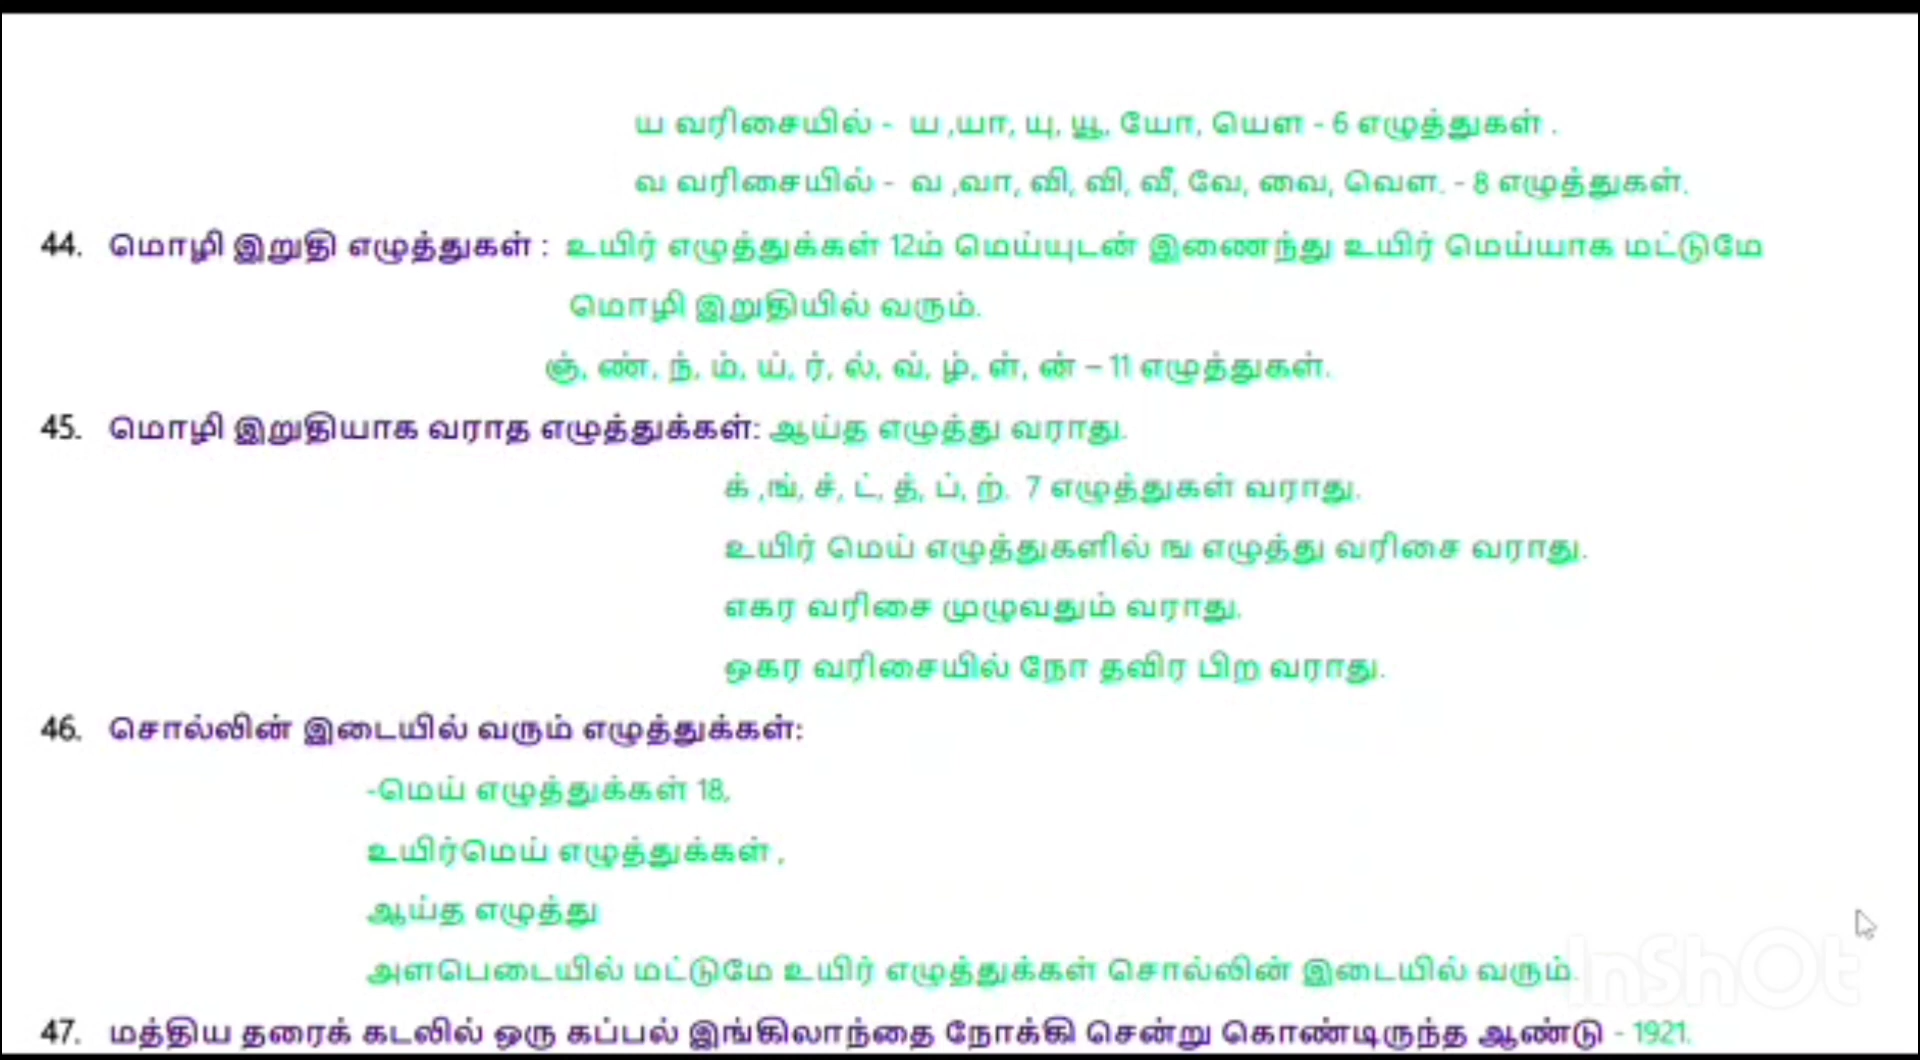 ய வரிசையில் - ய ,யா, யு, யூ, யோ, யௌ - 6 எழுத்துகள் .
வ வரிசையில் - வ ,வா, வி, வி, வீ, வே, வை, வௌ. - 8 எழுத்துகள்.
44. மொழி இறுதி எழுத்துகள் : உயிர் எழுத்துக்கள் 12ம் மெய்யுடன் இணைந்து உயிர் மெய்யாக மட்டுமே
மொழி இறுதியில் வரும்.
ஞ், ண், ந், ம், ய், ர், ல், வ், ழ், ள், ன் – 11 எழுத்துகள்.
45. மொழி இறுதியாக வராத எழுத்துக்கள்: ஆய்த எழுத்து வராது.
க் ,ங், ச், ட், த், ப், ற். 7 எழுத்துகள் வராது.
உயிர் மெய் எழுத்துகளில் ங எழுத்து வரிசை வராது.
எகர வரிசை முழுவதும் வராது.
ஒகர வரிசையில் நோ தவிர பிற வராது.
46. சொல்லின் இடையில் வரும் எழுத்துக்கள்:
-மெய் எழுத்துக்கள் 18,
உயிர்மெய் எழுத்துக்கள் ,
ஆய்த எழுத்து
அளபெடையில் மட்டுமே உயிர் எழுத்துக்கள் சொல்லின் இடையில் வரும்.
InShOt
47. மத்திய தரைக் கடலில் ஒரு கப்பல் இங்கிலாந்தை நோக்கி சென்று கொண்டிருந்த ஆண்டு - 1921.